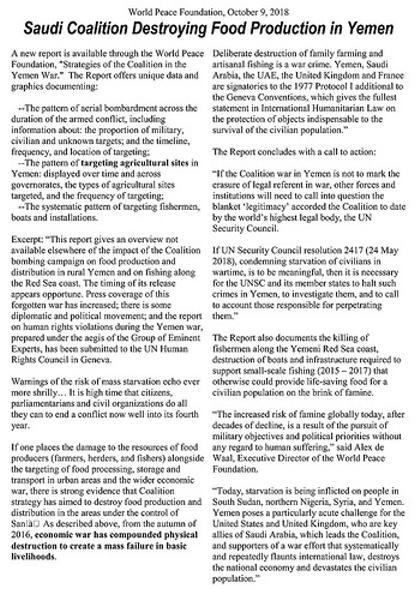 World Peace Foundation, October 9, 2018
Saudi Coalition Destroying Food Production in Yemen
A new report is available through the World Peace
Foundation, "Strategies of the Coalition in the
Yemen War." The Report offers unique data and
graphics documenting:
--The pattern of aerial bombardment across the
duration of the armed conflict, including
information about: the proportion of military,
civilian and unknown targets; and the timeline,
frequency, and location of targeting;
--The pattern of targeting agricultural sites in
Yemen: displayed over time and across
governorates, the types of agricultural sites
targeted, and the frequency of targeting;
--The systematic pattern of targeting fishermen,
boats and installations.
Excerpt: “This report gives an overview not
available elsewhere of the impact of the Coalition
bombing campaign on food production and
distribution in rural Yemen and on fishing along
the Red Sea coast. The timing of its release
appears opportune. Press coverage of this
forgotten war has increased; there is some
diplomatic and political movement; and the report
on human rights violations during the Yemen war,
prepared under the aegis of the Group of Eminent
Experts, has been submitted to the UN Human
Rights Council in Geneva.
Warnings of the risk of mass starvation echo ever
more shrilly… It is high time that citizens,
parliamentarians and civil organizations do all
they can to end a conflict now well into its fourth
year.
If one places the damage to the resources of food
producers (farmers, herders, and fishers) alongside
the targeting of food processing, storage and
transport in urban areas and the wider economic
war, there is strong evidence that Coalition
strategy has aimed to destroy food production and
distribution in the areas under the control of
As described above, from the autumn of
2016, economic war has compounded physical
destruction to create a mass failure in basic
livelihoods.
Deliberate destruction of family farming and
artisanal fishing is a war crime. Yemen, Saudi
Arabia, the UAE, the United Kingdom and France
are signatories to the 1977 Protocol I additional to
the Geneva Conventions, which gives the fullest
statement in International Humanitarian Law on
the protection of objects indispensable to the
survival of the civilian population.”
The Report concludes with a call to action:
“If the Coalition war in Yemen is not to mark the
erasure of legal referent in war, other forces and
institutions will need to call into question the
blanket ‘legitimacy’ accorded the Coalition to date
by the world’s highest legal body, the UN
Security Council.
If UN Security Council resolution 2417 (24 May
2018), condemning starvation of civilians in
wartime, is to be meaningful, then it is necessary
for the UNSC and its member states to halt such
crimes in Yemen, to investigate them, and to call
to account those responsible for perpetrating
them.”
The Report also documents the killing of
fishermen along the Yemeni Red Sea coast,
destruction of boats and infrastructure required to
support small-scale fishing (2015 – 2017) that
otherwise could provide life-saving food for a
civilian population on the brink of famine.
“The increased risk of famine globally today, after
decades of decline, is a result of the pursuit of
military objectives and political priorities without
any regard to human suffering,” said Alex de
Waal, Executive Director of the World Peace
Foundation.
“Today, starvation is being inflicted on people in
South Sudan, northern Nigeria, Syria, and Yemen.
Yemen poses a particularly acute challenge for the
United States and United Kingdom, who are key
allies of Saudi Arabia, which leads the Coalition,
and supporters of a war effort that systematically
and repeatedly flaunts international law, destroys
the national economy and devastates the civilian
population.”